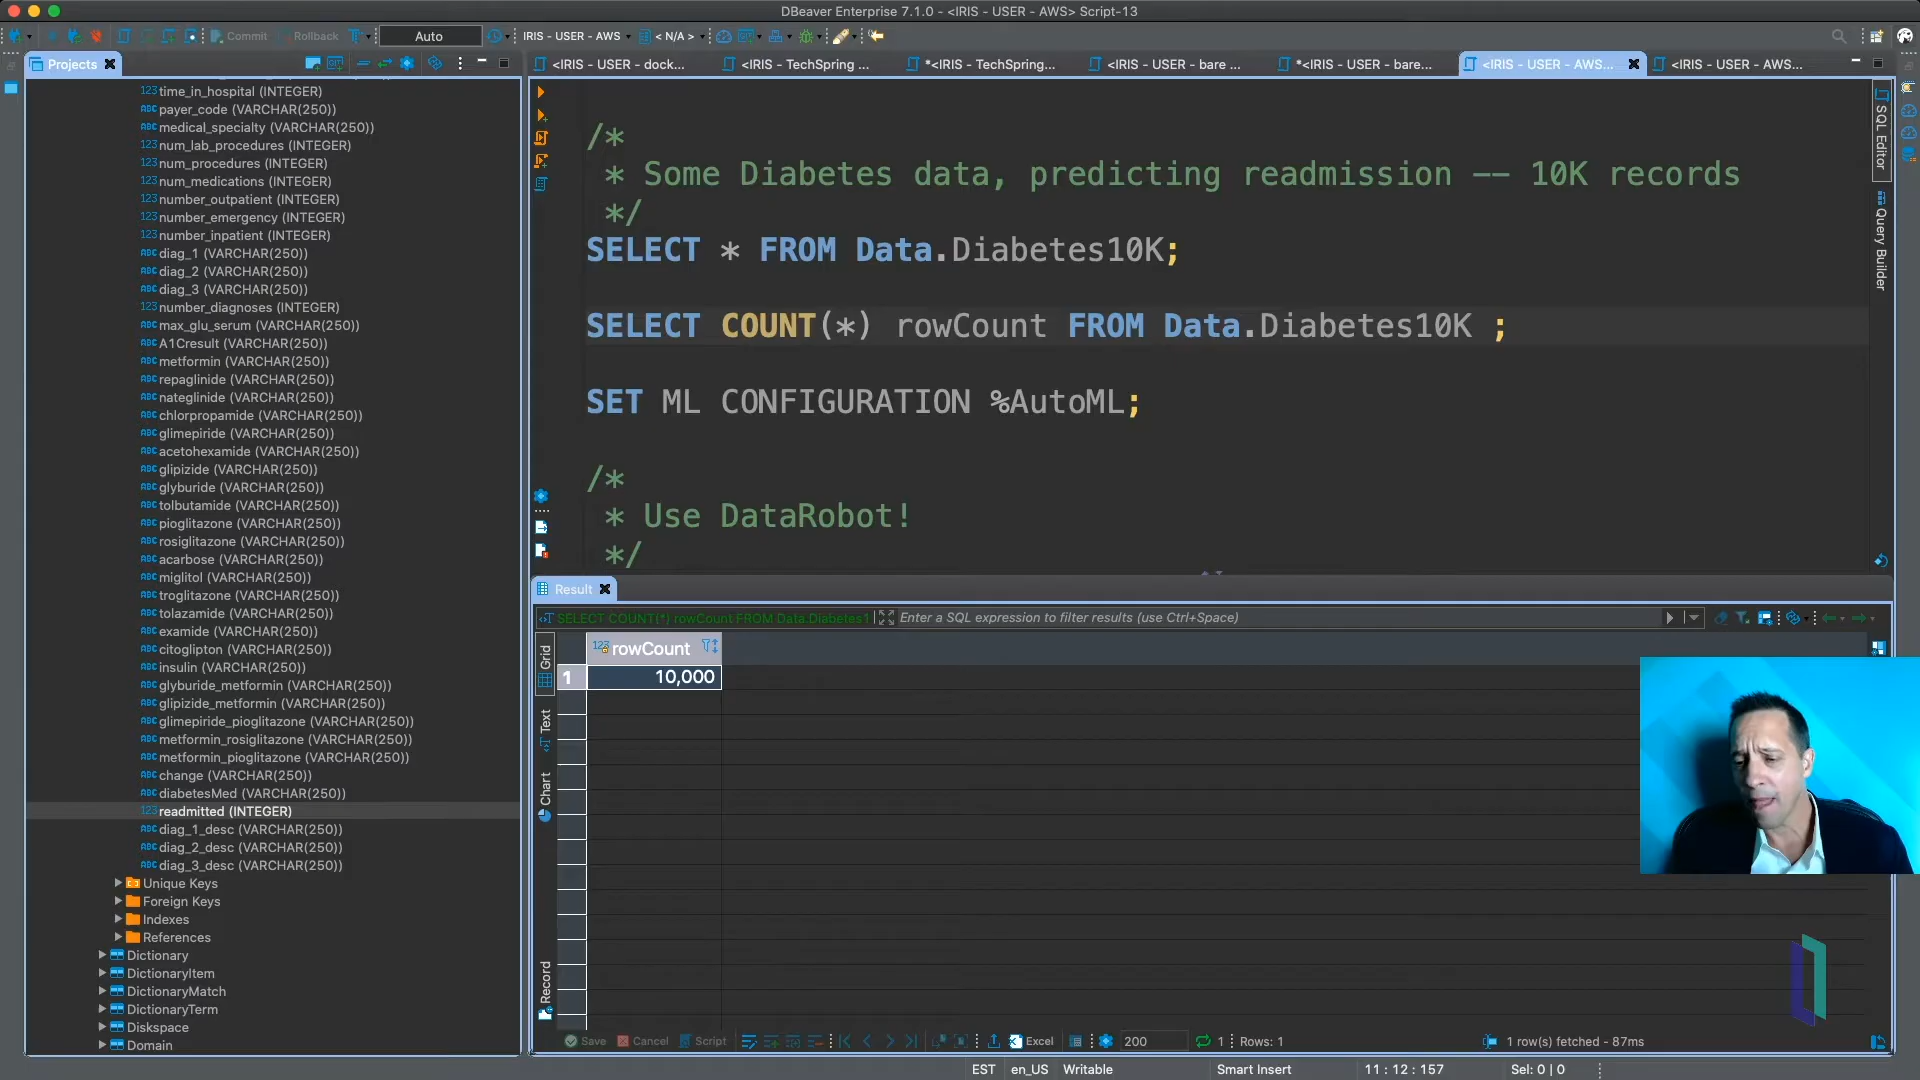 DBeaver Enterprise 7.1.0 - <IRIS - USER - AWS> Script-13
Commit
Rollback
Auto
IRIS - USER - AWS
< N/A >
Projects
<IRIS - USER - dock...
<IRIS - TechSpring ...
*<IRIS - TechSpring...
<IRIS - USER - bare ...
*<IRIS - USER - bare...
<IRIS - USER - AWS...
<IRIS - USER - AWS...
time_in_hospital (INTEGER)
payer_code (VARCHAR(250))
medical_specialty (VARCHAR(250))
num_lab_procedures (INTEGER)
num_procedures (INTEGER)
num_medications (INTEGER)
number_outpatient (INTEGER)
number_emergency (INTEGER)
number_inpatient (INTEGER)
diag_1 (VARCHAR(250))
diag_2 (VARCHAR(250))
diag_3 (VARCHAR(250))
number_diagnoses (INTEGER)
max_glu_serum (VARCHAR(250))
A1Cresult (VARCHAR(250))
metformin (VARCHAR(250))
repaglinide (VARCHAR(250))
nateglinide (VARCHAR(250))
chlorpropamide (VARCHAR(250))
glimepiride (VARCHAR(250))
acetohexamide (VARCHAR(250))
glipizide (VARCHAR(250))
glyburide (VARCHAR(250))
tolbutamide (VARCHAR(250))
pioglitazone (VARCHAR(250))
rosiglitazone (VARCHAR(250))
acarbose (VARCHAR(250))
miglitol (VARCHAR(250))
troglitazone (VARCHAR(250))
tolazamide (VARCHAR(250))
examide (VARCHAR(250))
citoglipton (VARCHAR(250))
insulin (VARCHAR(250))
glyburide_metformin (VARCHAR(250))
glipizide_metformin (VARCHAR(250))
glimepiride_pioglitazone (VARCHAR(250))
metformin_rosiglitazone (VARCHAR(250))
metformin_pioglitazone (VARCHAR(250))
change (VARCHAR(250))
diabetesMed (VARCHAR(250))
readmitted (INTEGER)
diag_1_desc (VARCHAR(250))
diag_2_desc (VARCHAR(250))
diag_3_desc (VARCHAR(250))
Unique Keys
Foreign Keys
Indexes
References
Dictionary
DictionaryItem
DictionaryMatch
DictionaryTerm
Diskspace
Domain
/*
* Some Diabetes data, predicting readmission -- 10K records
*/
SELECT * FROM Data.Diabetes10K;
SELECT COUNT(*) rowCount FROM Data.Diabetes10K ;
SET ML CONFIGURATION %AutoML;
/*
* Use DataRobot!
*/
SQL Editor
Query Builder
Result
SELECT COUNT(*) rowCount FROM Data.Diabetes1
Enter a SQL expression to filter results (use Ctrl+Space)
Grid
Text
Chart
Record
123 rowCount
1 10,000
Save
Cancel
Script
Excel
200
1
Rows: 1
1 row(s) fetched - 87ms
EST
en_US
Writable
Smart Insert
11 : 12 : 157
Sel: 0 | 0